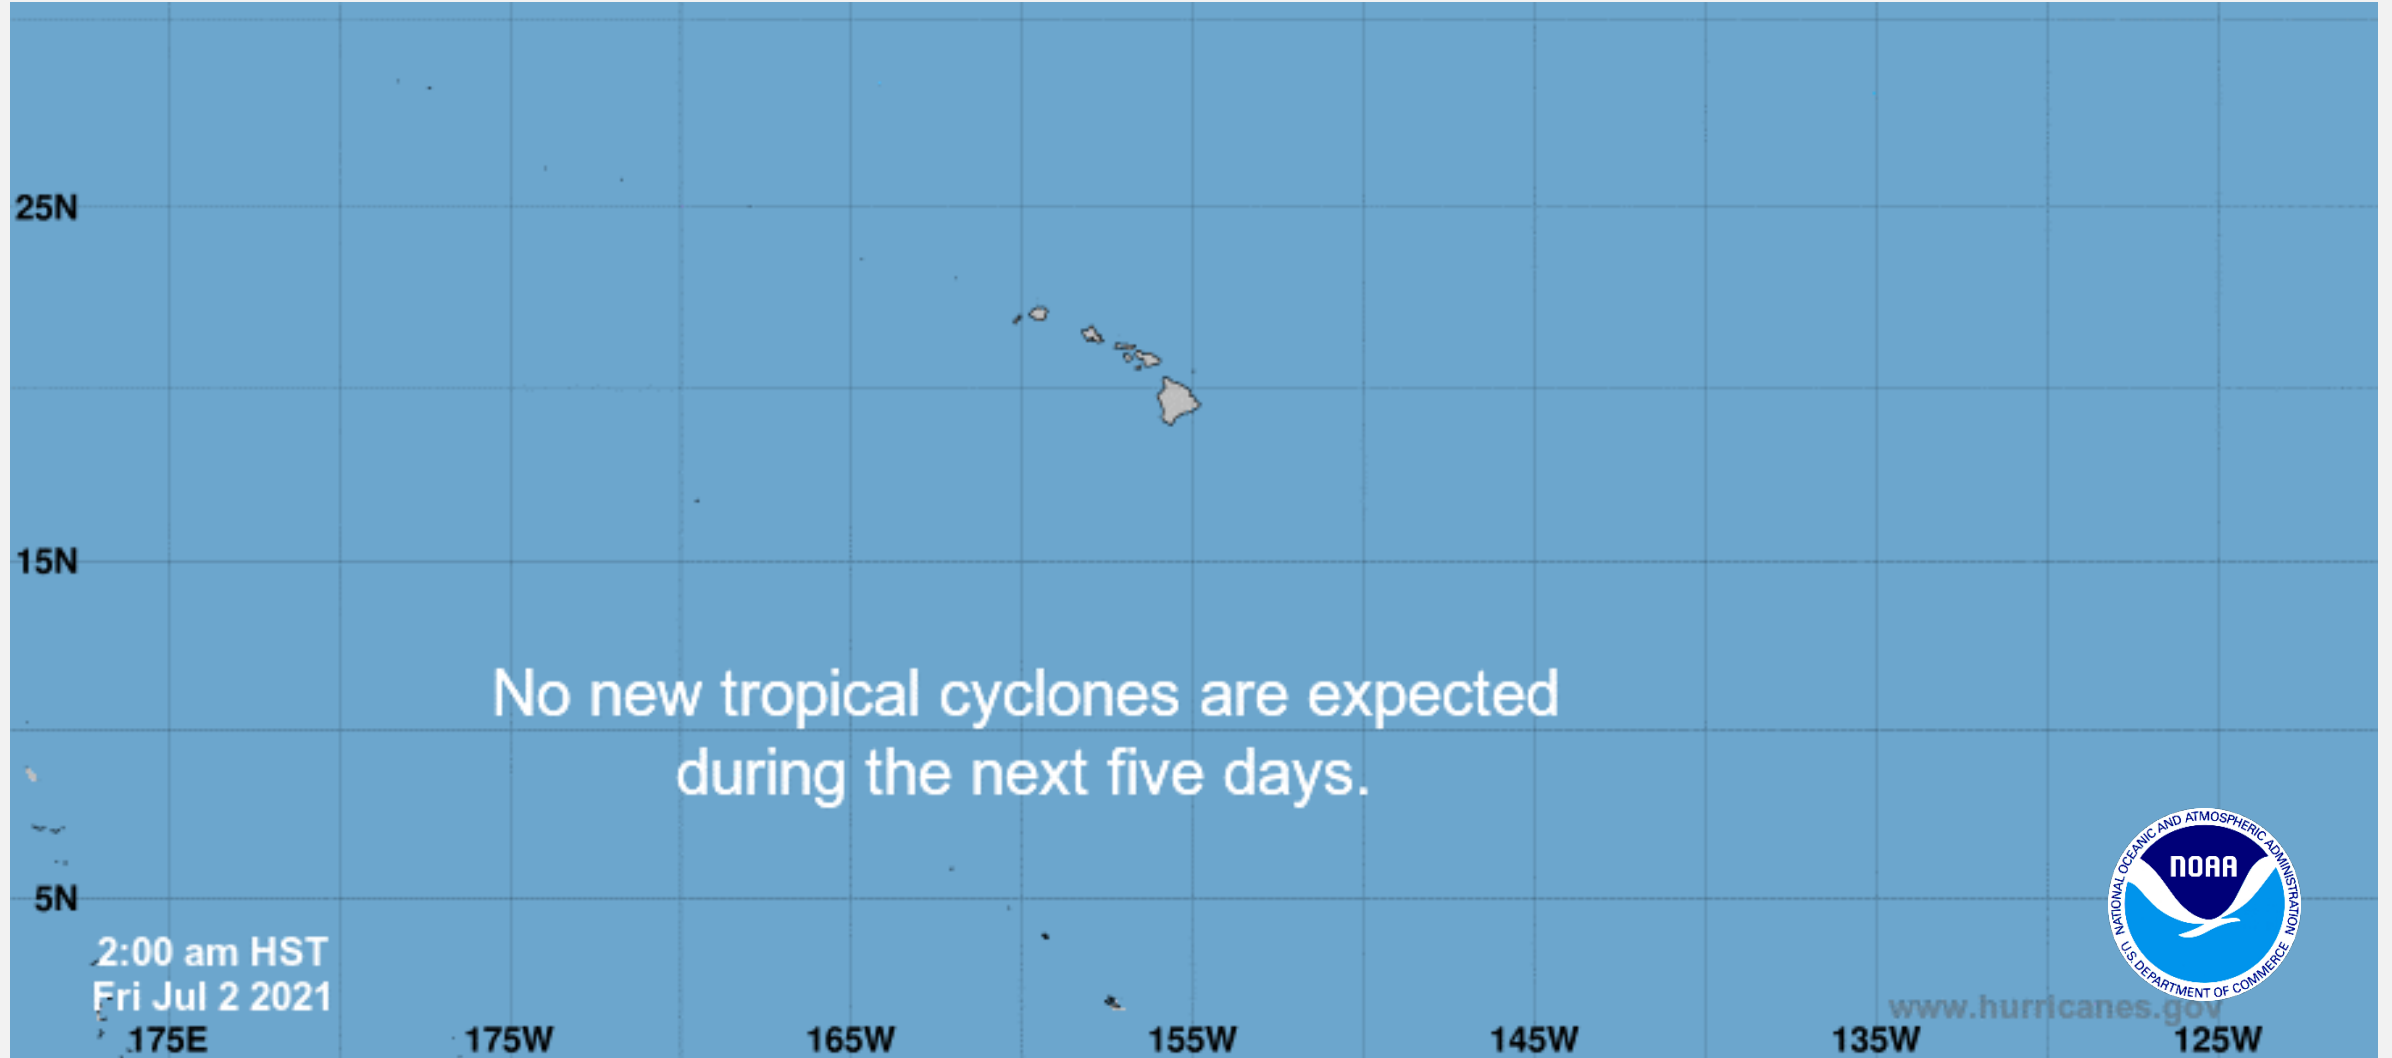 25N
15N
No new tropical cyclones are expected
during the next five days.
5N
NATIONAL OCEANIC AND ATMOSPHERIC ADMINISTRATION
NOAA
U.S. DEPARTMENT OF COMMERCE
2:00 am HST
Fri Jul 2 2021
www.hurricanes.gov
175E 175W 165W 155W 145W 135W 125W